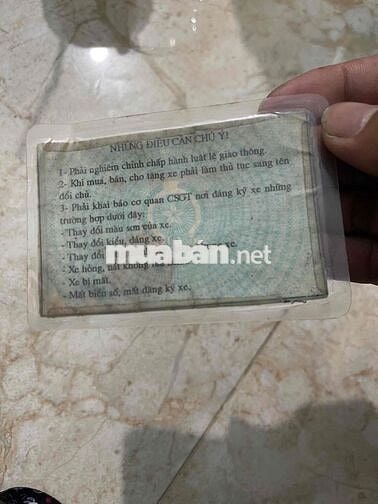 NHỮNG ĐIỀU CẦN CHÚ Ý!
1- Phải nghiêm chỉnh chấp hành luật lệ giao thông.
2- Khi mua, bán, cho tặng xe phải làm thủ tục sang tên
đổi chủ.
3- Phải khai báo cơ quan CSGT nơi đăng ký xe những
trường hợp dưới đây:
- Thay đổi màu sơn của xe.
- Thay đổi kiểu, dáng xe.
- Thay đổi xe.
muaban.net
- Xe hỏng, nát không
- Xe bị mất.
- Mất biển số, mất đăng ký xe.